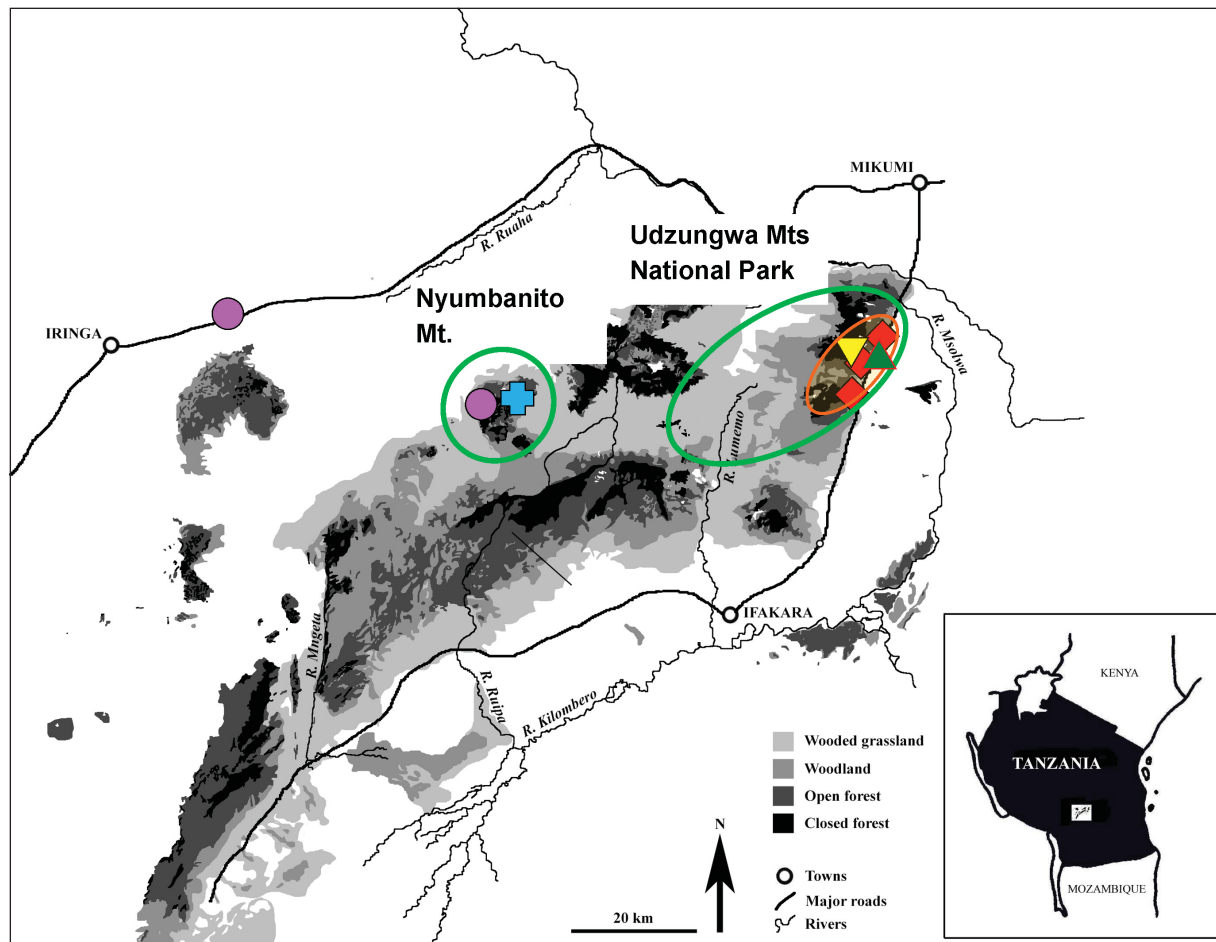 MIKUMI
Udzungwa Mts
National Park
R. Ruaha
Nyumbanito
Mt.
IRINGA
R. Msolwa
R. Lumemo
IFAKARA
R. Mngeta
R. Ruipa
R. Kilombero
Wooded grassland
Woodland
Open forest
Closed forest
Towns
Major roads
Rivers
N
20 km
KENYA
TANZANIA
MOZAMBIQUE